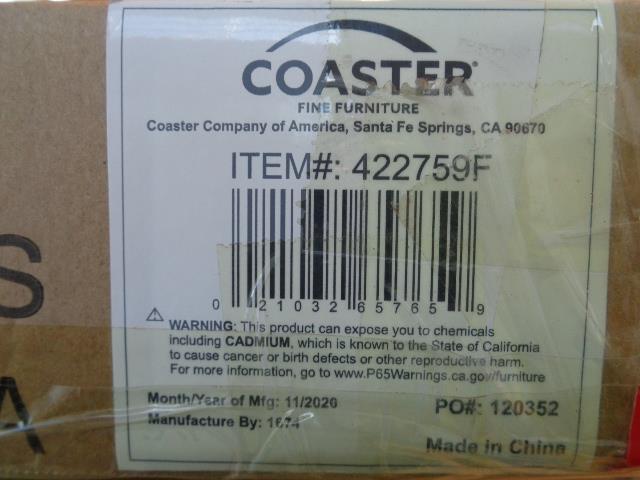 COASTER
FINE FURNITURE
Coaster Company of America, Santa Fe Springs, CA 90670
ITEM#: 422759F
0 21032 65765 9
S
WARNING: This product can expose you to chemicals
including CADMIUM, which is known to the State of California
to cause cancer or birth defects or other reproductive harm.
For more information, go to www.P65Warnings.ca.gov/furniture
A
Month/Year of Mfg: 11/2020
PO#: 120352
Manufacture By: 1674
Made in China